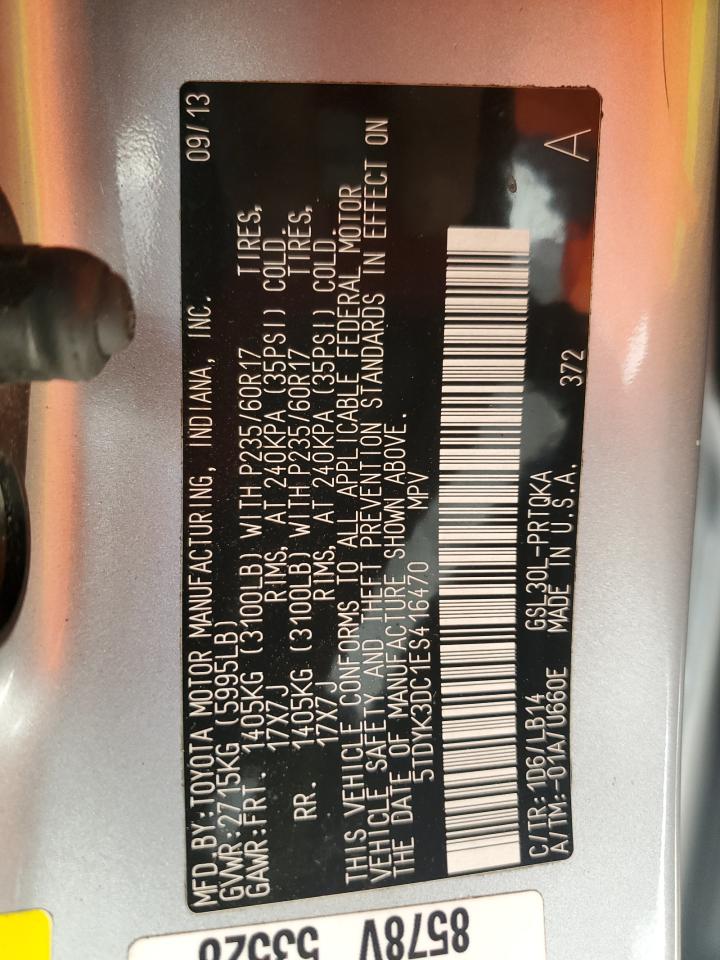 MFD.BY:TOYOTA MOTOR MANUFACTURING, INDIANA, INC. 09/13
GVWR:2715KG (5995LB)
GAWR:FRT. 1405KG (3100LB) WITH P235/60R17 TIRES,
17X7J RIMS, AT 240KPA (35PSI) COLD.
RR. 1405KG (3100LB) WITH P235/60R17 TIRES,
17X7J RIMS, AT 240KPA (35PSI) COLD.
THIS VEHICLE CONFORMS TO ALL APPLICABLE FEDERAL MOTOR
VEHICLE SAFETY AND THEFT PREVENTION STANDARDS IN EFFECT ON
THE DATE OF MANUFACTURE SHOWN ABOVE.
5TDYK3DC1ES416470 MPV
C/TR:1D6/LB14 GSL30L-PRTQKA A
A/TM:-01A/U660E MADE IN U.S.A. 372
8578V
53528